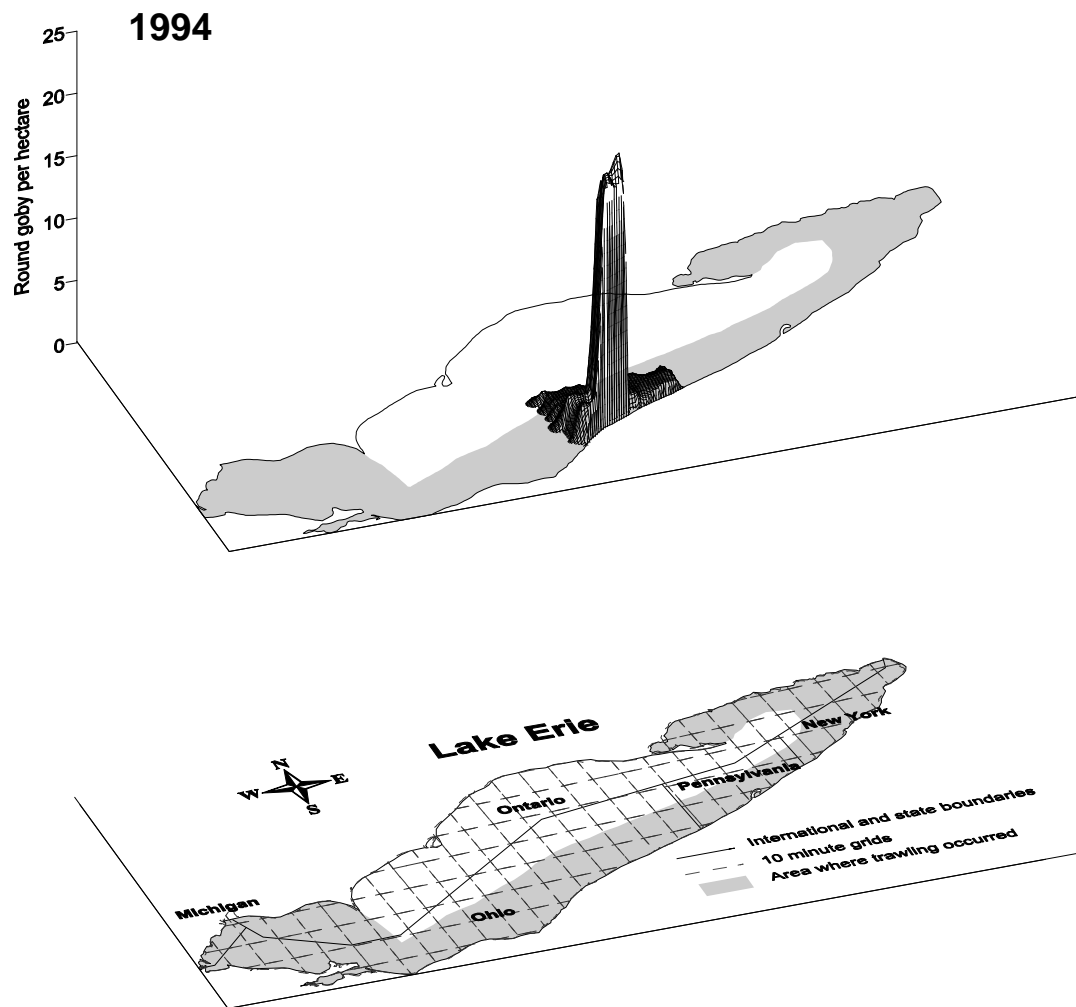 1994
25
20
15
10
5
0
Round goby per hectare
Lake Erie
N
W
E
S
New York
Pennsylvania
Ontario
Ohio
Michigan
International and state boundaries
10 minute grids
Area where trawling occurred